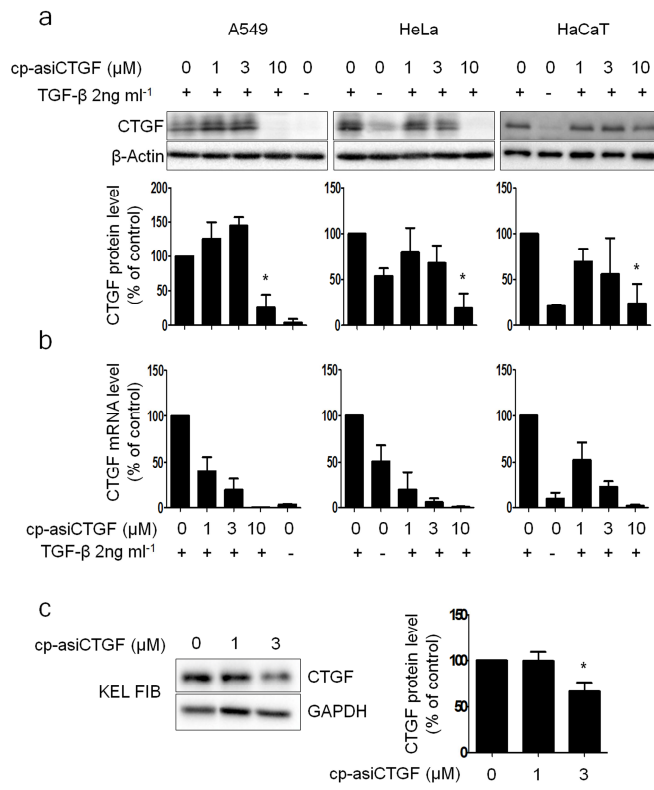 a
A549 HeLa HaCaT
cp-asiCTGF (μM) 0 1 3 10 0 0 0 1 3 10 0 0 1 3 10
TGF-β 2ng ml-1 + + + + - + - + + + + - + + +
CTGF
β-Actin
CTGF protein level
(% of control)
200
150
100
50
0
*
150
100
50
0
*
150
100
50
0
*
b
CTGF mRNA level
(% of control)
150
100
50
150
100
50
150
100
50
cp-asiCTGF (μM) 0 1 3 10 0 0 0 1 3 10 0 0 1 3 10
TGF-β 2ng ml-1 + + + + - + - + + + + - + + +
c
cp-asiCTGF (μM) 0 1 3
KEL FIB
CTGF
GAPDH
CTGF protein level
(% of control)
150
100
50
0
*
cp-asiCTGF (μM) 0 1 3